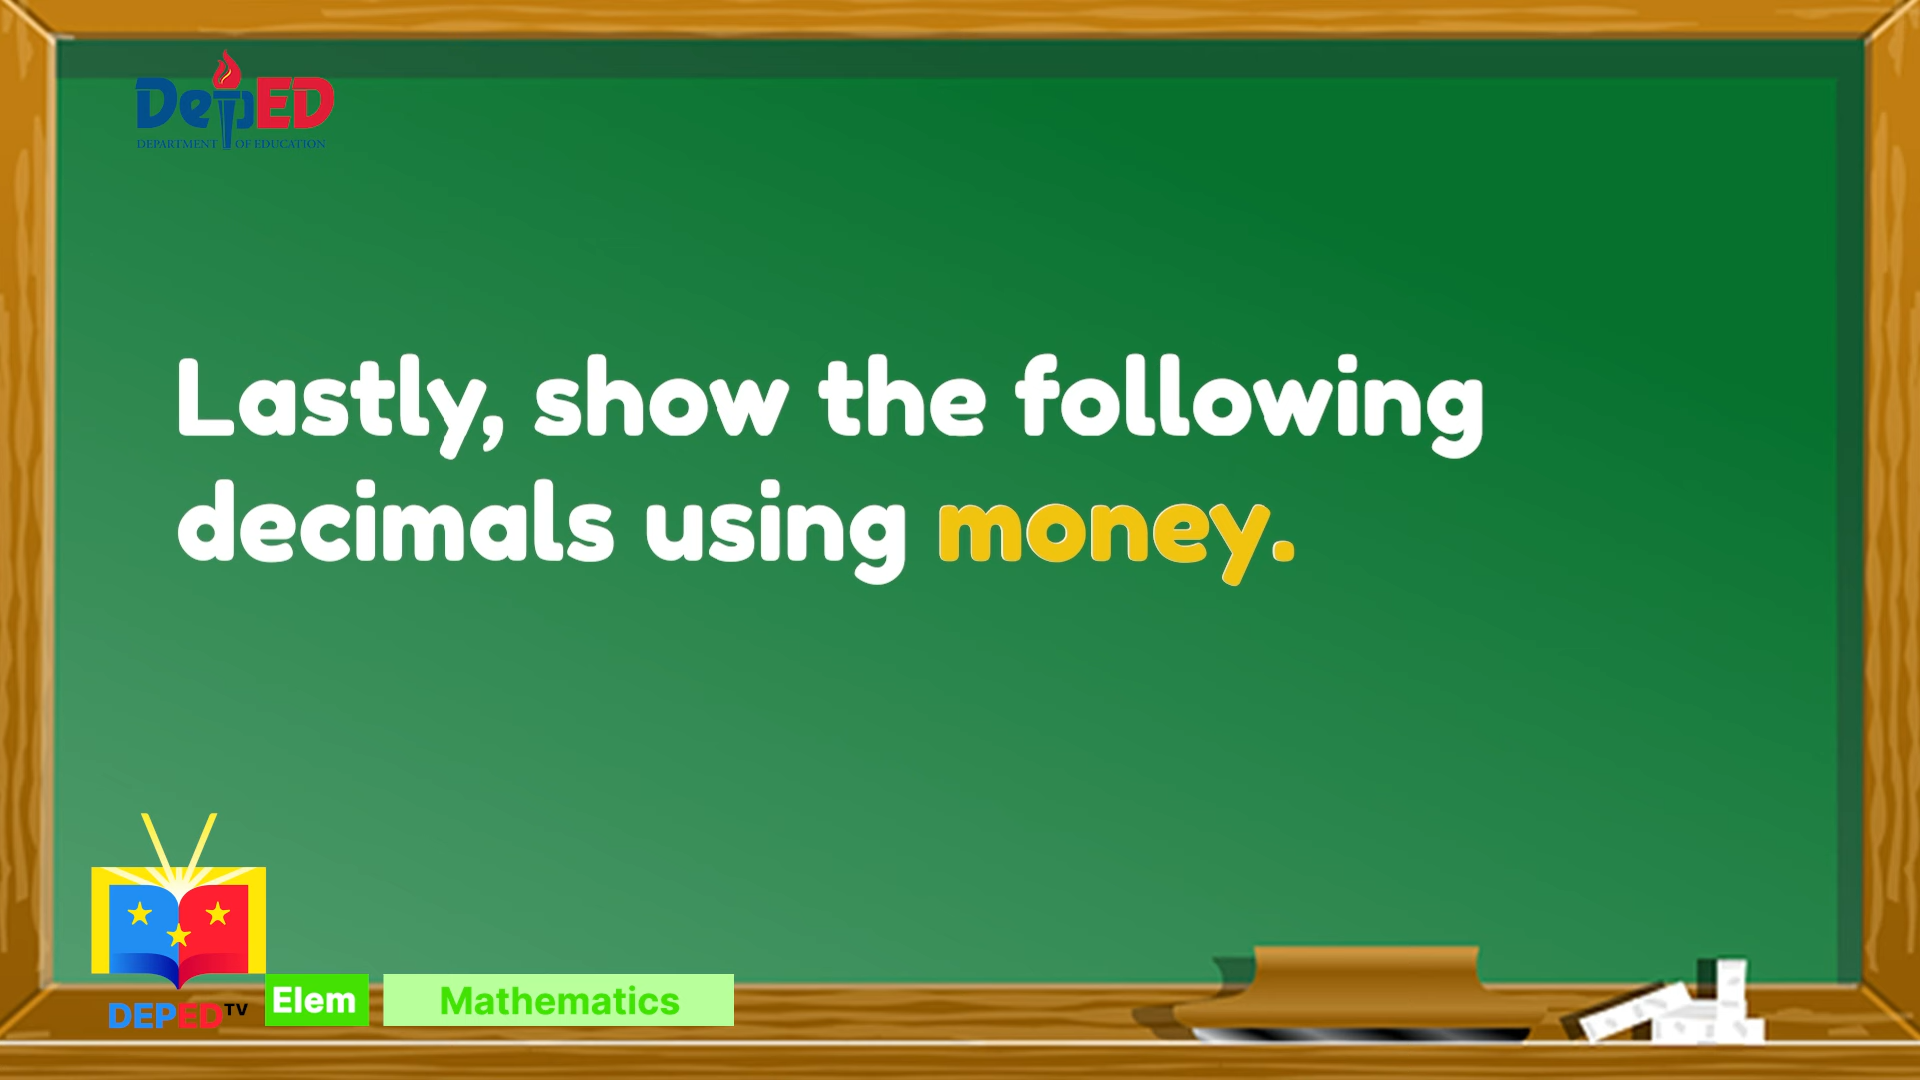 DepED
DEPARTMENT OF EDUCATION
Lastly, show the following
decimals using money.
DEPED TV
Elem
Mathematics